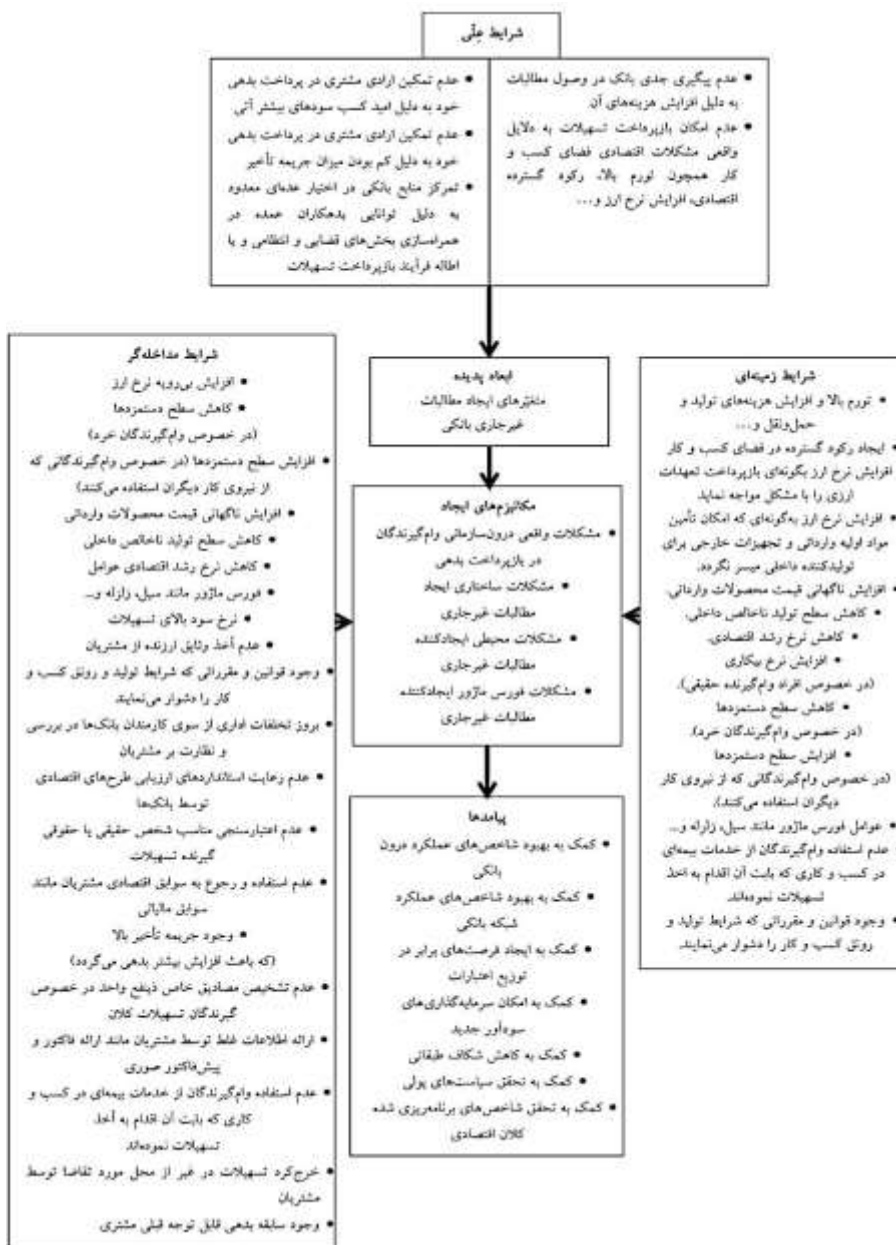 شرایط علّی
• عدم پیگیری جدی بانک در وصول مطالبات
به دلیل افزایش هزینه‌های آن
• عدم امکان بازپرداخت تسهیلات به دلایل
واقعی مشکلات اقتصادی فضای کسب و
کار همچون تورم بالا، رکود گسترده
اقتصادی، افزایش نرخ ارز و...
• عدم تمکین ارادی مشتری در پرداخت بدهی
خود به دلیل امید کسب سودهای بیشتر آتی
• عدم تمکین ارادی مشتری در پرداخت بدهی
خود به دلیل کم بودن میزان جریمه تأخیر
• تمرکز منابع بانکی در اختیار عده‌ای معدود
به دلیل توانایی بدهکاران عمده در
همراه‌سازی بخش‌های قضایی و انتظامی و یا
اطاله فرآیند بازپرداخت تسهیلات
شرایط زمینه‌ای
• تورم بالا و افزایش هزینه‌های تولید و
حمل‌ونقل و...
• ایجاد رکود گسترده در فضای کسب و کار
افزایش نرخ ارز بگونه‌ای بازپرداخت تعهدات
ارزی را با مشکل مواجه نماید
• افزایش نرخ ارز به‌گونه‌ای که امکان تأمین
مواد اولیه وارداتی و تجهیزات خارجی برای
تولیدکننده داخلی میسر نگردد.
• افزایش ناگهانی قیمت محصولات وارداتی.
• کاهش سطح تولید ناخالص داخلی.
• کاهش نرخ رشد اقتصادی.
• افزایش نرخ بیکاری
(در خصوص افراد وام‌گیرنده حقیقی).
• کاهش سطح دستمزدها
(در خصوص وام‌گیرندگان خرد).
• افزایش سطح دستمزدها
(در خصوص وام‌گیرندگانی که از نیروی کار
دیگران استفاده می‌کنند).
• عوامل فورس ماژور مانند سیل، زلزله و...
عدم استفاده وام‌گیرندگان از خدمات بیمه‌ای
در کسب و کاری که بابت آن اقدام به اخذ
تسهیلات نموده‌اند.
• وجود قوانین و مقرراتی که شرایط تولید و
رونق کسب و کار را دشوار می‌نمایند.
ابعاد پدیده
متغیّرهای ایجاد مطالبات
غیرجاری بانکی
مکانیزم‌های ایجاد
• مشکلات واقعی درون‌سازمانی وام‌گیرندگان
در بازپرداخت بدهی
• مشکلات ساختاری ایجاد
مطالبات غیرجاری
• مشکلات محیطی ایجادکننده
مطالبات غیرجاری
• مشکلات فورس ماژور ایجادکننده
مطالبات غیرجاری
پیامدها
• کمک به بهبود شاخص‌های عملکرد درون
بانکی
• کمک به بهبود شاخص‌های عملکرد
شبکه بانکی
• کمک به ایجاد فرصت‌های برابر در
توزیع اعتبارات
• کمک به امکان سرمایه‌گذاری‌های
سودآور جدید
• کمک به کاهش شکاف طبقاتی
• کمک به تحقق سیاست‌های پولی
• کمک به تحقق شاخص‌های برنامه‌ریزی شده
کلان اقتصادی
شرایط مداخله‌گر
• افزایش بی‌رویه نرخ ارز
• کاهش سطح دستمزدها
(در خصوص وام‌گیرندگان خرد)
• افزایش سطح دستمزدها (در خصوص وام‌گیرندگانی که
از نیروی کار دیگران استفاده می‌کنند)
• افزایش ناگهانی قیمت محصولات وارداتی
• کاهش سطح تولید ناخالص داخلی
• کاهش نرخ رشد اقتصادی عوامل
• فورس ماژور مانند سیل، زلزله و...
• نرخ سود بالای تسهیلات
• عدم أخذ وثایق ارزنده از مشتریان
• وجود قوانین و مقرراتی که شرایط تولید و رونق کسب و
کار را دشوار می‌نمایند
• بروز تخلفات اداری از سوی کارمندان بانک‌ها در بررسی
و نظارت بر مشتریان
• عدم رعایت استانداردهای ارزیابی طرح‌های اقتصادی
توسط بانک‌ها
• عدم اعتبارسنجی مناسب شخص حقیقی یا حقوقی
گیرنده تسهیلات
• عدم استفاده و رجوع به سوابق اقتصادی مشتریان مانند
سوابق مالیاتی
• وجود جریمه تأخیر بالا
(که باعث افزایش بیشتر بدهی می‌گردد)
• عدم تشخیص مصادیق خاص ذینفع واحد در خصوص
گیرندگان تسهیلات کلان
• ارائه اطلاعات غلط توسط مشتریان مانند ارائه فاکتور و
پیش‌فاکتور صوری
• عدم استفاده وام‌گیرندگان از خدمات بیمه‌ای در کسب و
کاری که بابت آن اقدام به أخذ
تسهیلات نموده‌اند
• خرج‌کرد تسهیلات در غیر از محل مورد تقاضا توسط
مشتریان
• وجود سابقه بدهی قابل توجه قبلی مشتری.